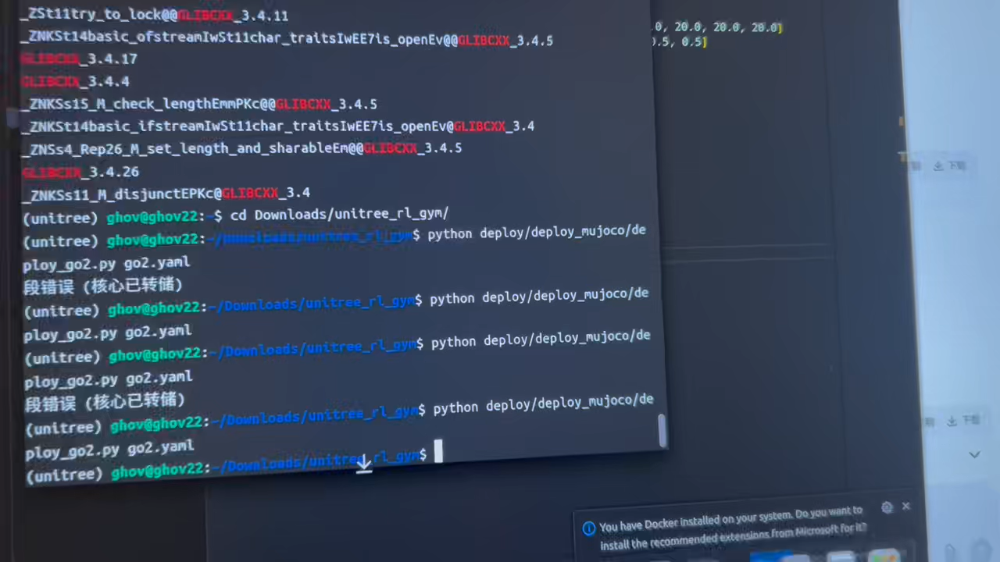 _ZSt11try_to_lock@@GLIBCXX_3.4.11
_ZNKSt14basic_ofstreamIwSt11char_traitsIwEE7is_openEv@@GLIBCXX_3.4.5
GLIBCXX_3.4.17
GLIBCXX_3.4.4
_ZNKSs15_M_check_lengthEmmPKc@@GLIBCXX_3.4.5
_ZNKSt14basic_ifstreamIwSt11char_traitsIwEE7is_openEv@GLIBCXX_3.4
_ZNSs4_Rep26_M_set_length_and_sharableEm@@GLIBCXX_3.4.5
GLIBCXX_3.4.26
_ZNKSs11_M_disjunctEPKc@GLIBCXX_3.4
(unitree) ghov@ghov22:~$ cd Downloads/unitree_rl_gym/
(unitree) ghov@ghov22:~/Downloads/unitree_rl_gym$ python deploy/deploy_mujoco/de
ploy_go2.py go2.yaml
段错误 (核心已转储)
(unitree) ghov@ghov22:~/Downloads/unitree_rl_gym$ python deploy/deploy_mujoco/de
ploy_go2.py go2.yaml
(unitree) ghov@ghov22:~/Downloads/unitree_rl_gym$ python deploy/deploy_mujoco/de
ploy_go2.py go2.yaml
段错误 (核心已转储)
(unitree) ghov@ghov22:~/Downloads/unitree_rl_gym$ python deploy/deploy_mujoco/de
ploy_go2.py go2.yaml
(unitree) ghov@ghov22:~/Downloads/unitree_rl_gym$
.0, 20.0, 20.0, 20.0]
0.5, 0.5]
下载
下载
You have Docker installed on your system. Do you want to
install the recommended extensions from Microsoft for it?